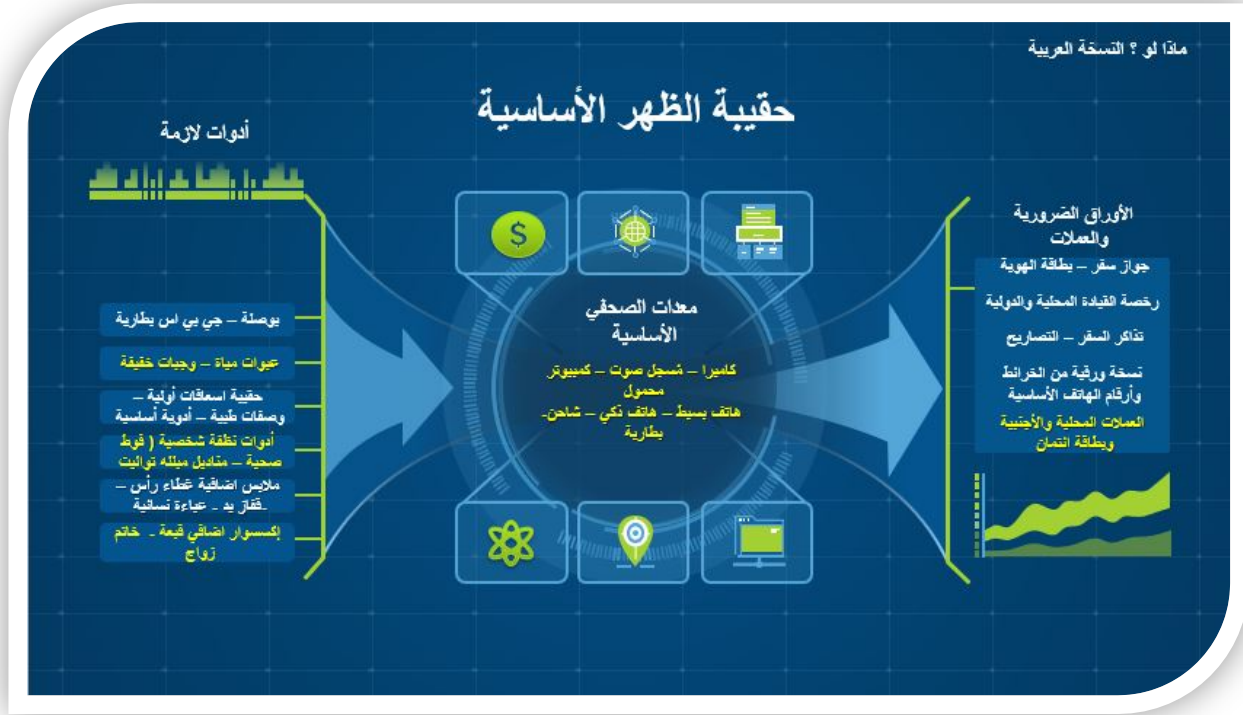 ماذا لو ؟ النسخة العربية
حقيبة الظهر الأساسية
الأوراق الضرورية
والعملات
جواز سفر – بطاقة الهوية
رخصة القيادة المحلية والدولية
تذاكر السفر – التصاريح
نسخة ورقية من الخرائط
وأرقام الهاتف الأساسية
العملات المحلية والأجنبية
وبطاقة ائتمان
معدات الصحفي
الأساسية
كاميرا – مُسجل صوت – كمبيوتر
محمول
هاتف بسيط – هاتف ذكي – شاحن-
بطارية
أدوات لازمة
بوصلة – جي بي اس بطارية
عبوات مياة – وجبات خفيفة
حقيبة اسعافات أولية –
وصفات طبية – أدوية أساسية
أدوات نظفة شخصية ( فوط
صحية – مناديل مبلله تواليت
ملابس اضافية غطاء رأس –
-قفاز يد - عباءة نسائية
إكسسوار اضافي قبعة - خاتم
زواج